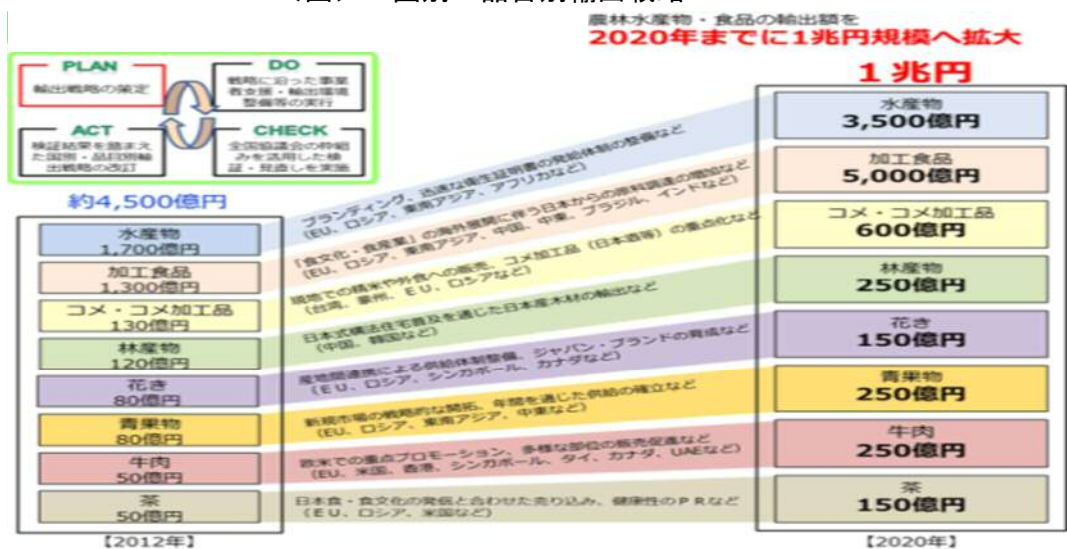 農林水産物・食品の輸出額を
2020年までに1兆円規模へ拡大
PLAN
輸出戦略の策定
DO
戦略に沿った事業
者支援・輸出環境
整備等の実行
ACT
検証結果を踏まえ
た国別・品目別輸
出戦略の改訂
CHECK
全国協議会の枠組
みを活用した検
証・見直しを実施
約4,500億円
水産物
1,700億円
加工食品
1,300億円
コメ・コメ加工品
130億円
林産物
120億円
花き
80億円
青果物
80億円
牛肉
50億円
茶
50億円
【2012年】
ブランディング、迅速な衛生証明書の発給体制の整備など
(EU、ロシア、東南アジア、アフリカなど)
「食文化・食産業」の海外展開に伴う日本からの原料調達の増加など
(EU、ロシア、東南アジア、中国、中東、ブラジル、インドなど)
現地での精米や外食への販売、コメ加工品(日本酒等)の重点化など
(台湾、豪州、EU、ロシアなど)
日本式構法住宅普及を通じた日本産木材の輸出など
(中国、韓国など)
産地間連携による供給体制整備、ジャパン・ブランドの育成など
(EU、ロシア、シンガポール、カナダなど)
新規市場の戦略的な開拓、年間を通じた供給の確立など
(EU、ロシア、東南アジア、中東など)
欧米での重点プロモーション、多様な部位の販売促進など
(EU、米国、香港、シンガポール、タイ、カナダ、UAEなど)
日本食・食文化の発信と合わせた売り込み、健康性のPRなど
(EU、ロシア、米国など)
1兆円
水産物
3,500億円
加工食品
5,000億円
コメ・コメ加工品
600億円
林産物
250億円
花き
150億円
青果物
250億円
牛肉
250億円
茶
150億円
【2020年】